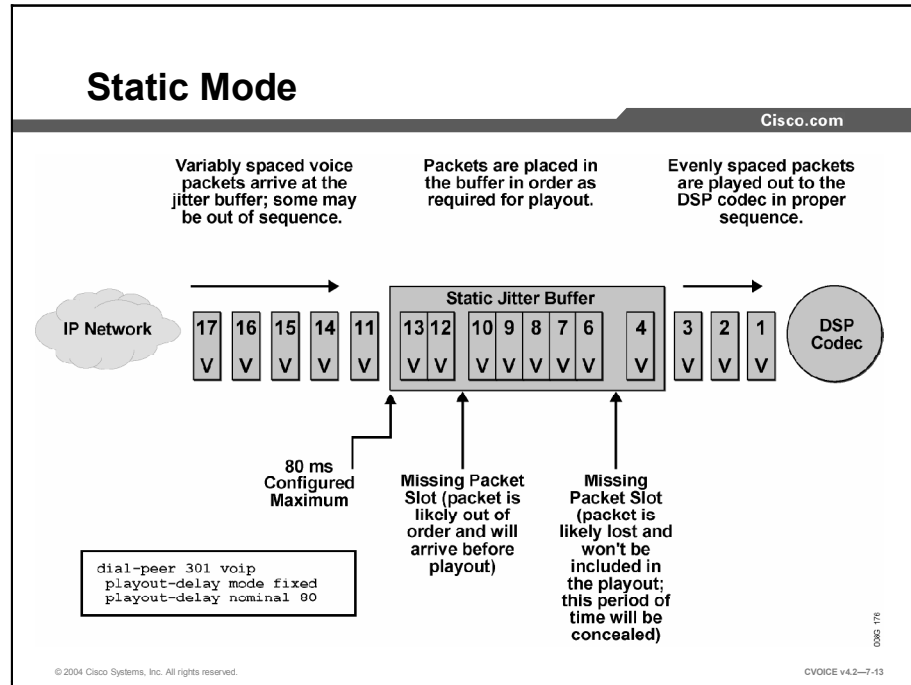 Static Mode
Cisco.com
Variably spaced voice
packets arrive at the
jitter buffer; some may
be out of sequence.
Packets are placed in
the buffer in order as
required for playout.
Evenly spaced packets
are played out to the
DSP codec in proper
sequence.
IP Network
17 16 15 14 11
V V V V V
Static Jitter Buffer
13 12 10 9 8 7 6 4
V V V V V V V V
3 2 1
V V V
DSP
Codec
80 ms
Configured
Maximum
Missing Packet
Slot (packet is
likely out of
order and will
arrive before
playout)
Missing
Packet Slot
(packet is
likely lost and
won't be
included in
the playout;
this period of
time will be
concealed)
dial-peer 301 voip
playout-delay mode fixed
playout-delay nominal 80
© 2004 Cisco Systems, Inc. All rights reserved.
CVOICE v4.2—7-13